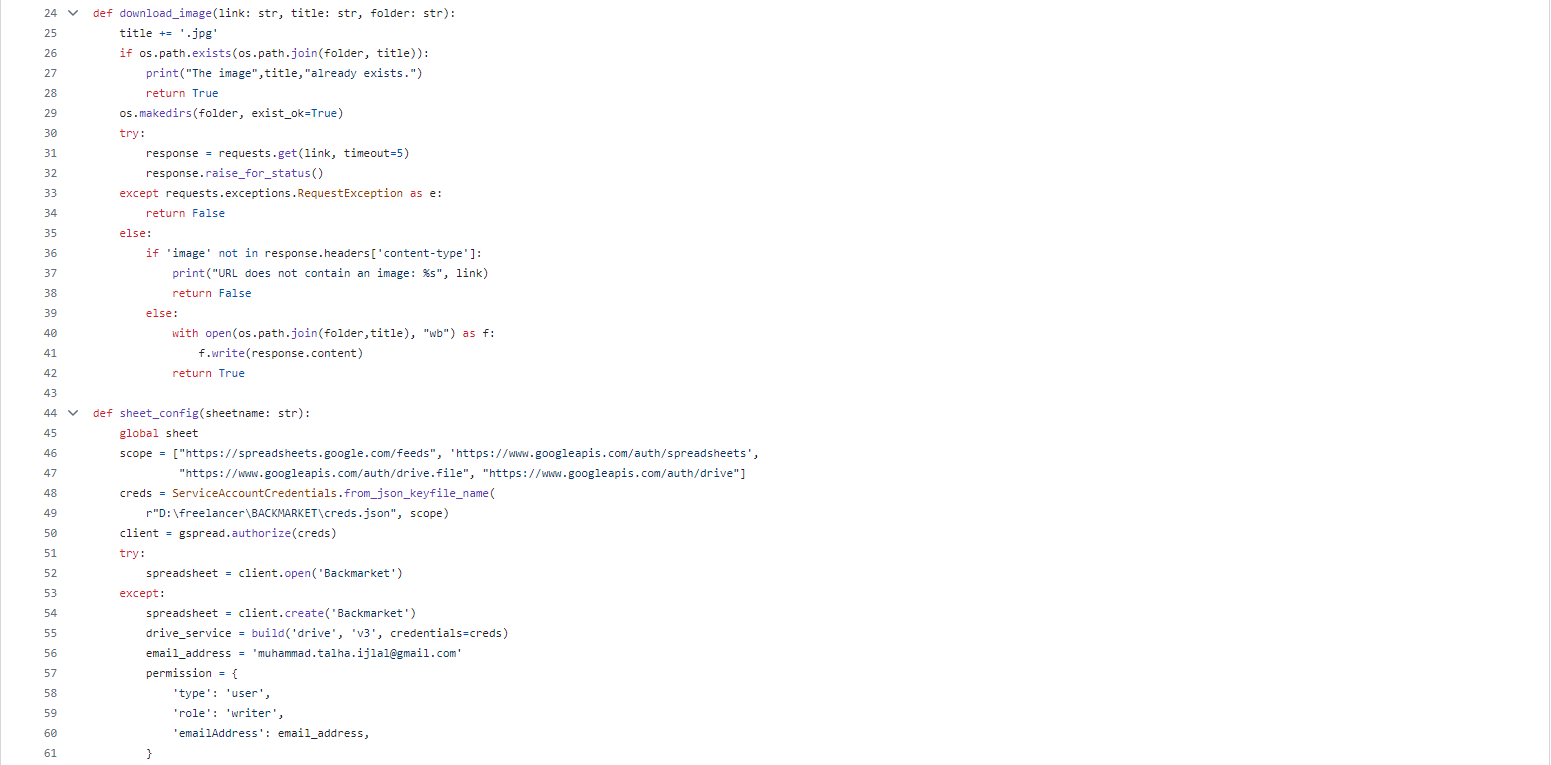 24 def download_image(link: str, title: str, folder: str):
25 title += '.jpg'
26 if os.path.exists(os.path.join(folder, title)):
27 print("The image",title,"already exists.")
28 return True
29 os.makedirs(folder, exist_ok=True)
30 try:
31 response = requests.get(link, timeout=5)
32 response.raise_for_status()
33 except requests.exceptions.RequestException as e:
34 return False
35 else:
36 if 'image' not in response.headers['content-type']:
37 print("URL does not contain an image: %s", link)
38 return False
39 else:
40 with open(os.path.join(folder,title), "wb") as f:
41 f.write(response.content)
42 return True
43
44 def sheet_config(sheetname: str):
45 global sheet
46 scope = ["https://spreadsheets.google.com/feeds", 'https://www.googleapis.com/auth/spreadsheets',
47 "https://www.googleapis.com/auth/drive.file", "https://www.googleapis.com/auth/drive"]
48 creds = ServiceAccountCredentials.from_json_keyfile_name(
49 r"D:\freelancer\BACKMARKET\creds.json", scope)
50 client = gspread.authorize(creds)
51 try:
52 spreadsheet = client.open('Backmarket')
53 except:
54 spreadsheet = client.create('Backmarket')
55 drive_service = build('drive', 'v3', credentials=creds)
56 email_address = 'muhammad.talha.ijlal@gmail.com'
57 permission = {
58 'type': 'user',
59 'role': 'writer',
60 'emailAddress': email_address,
61 }